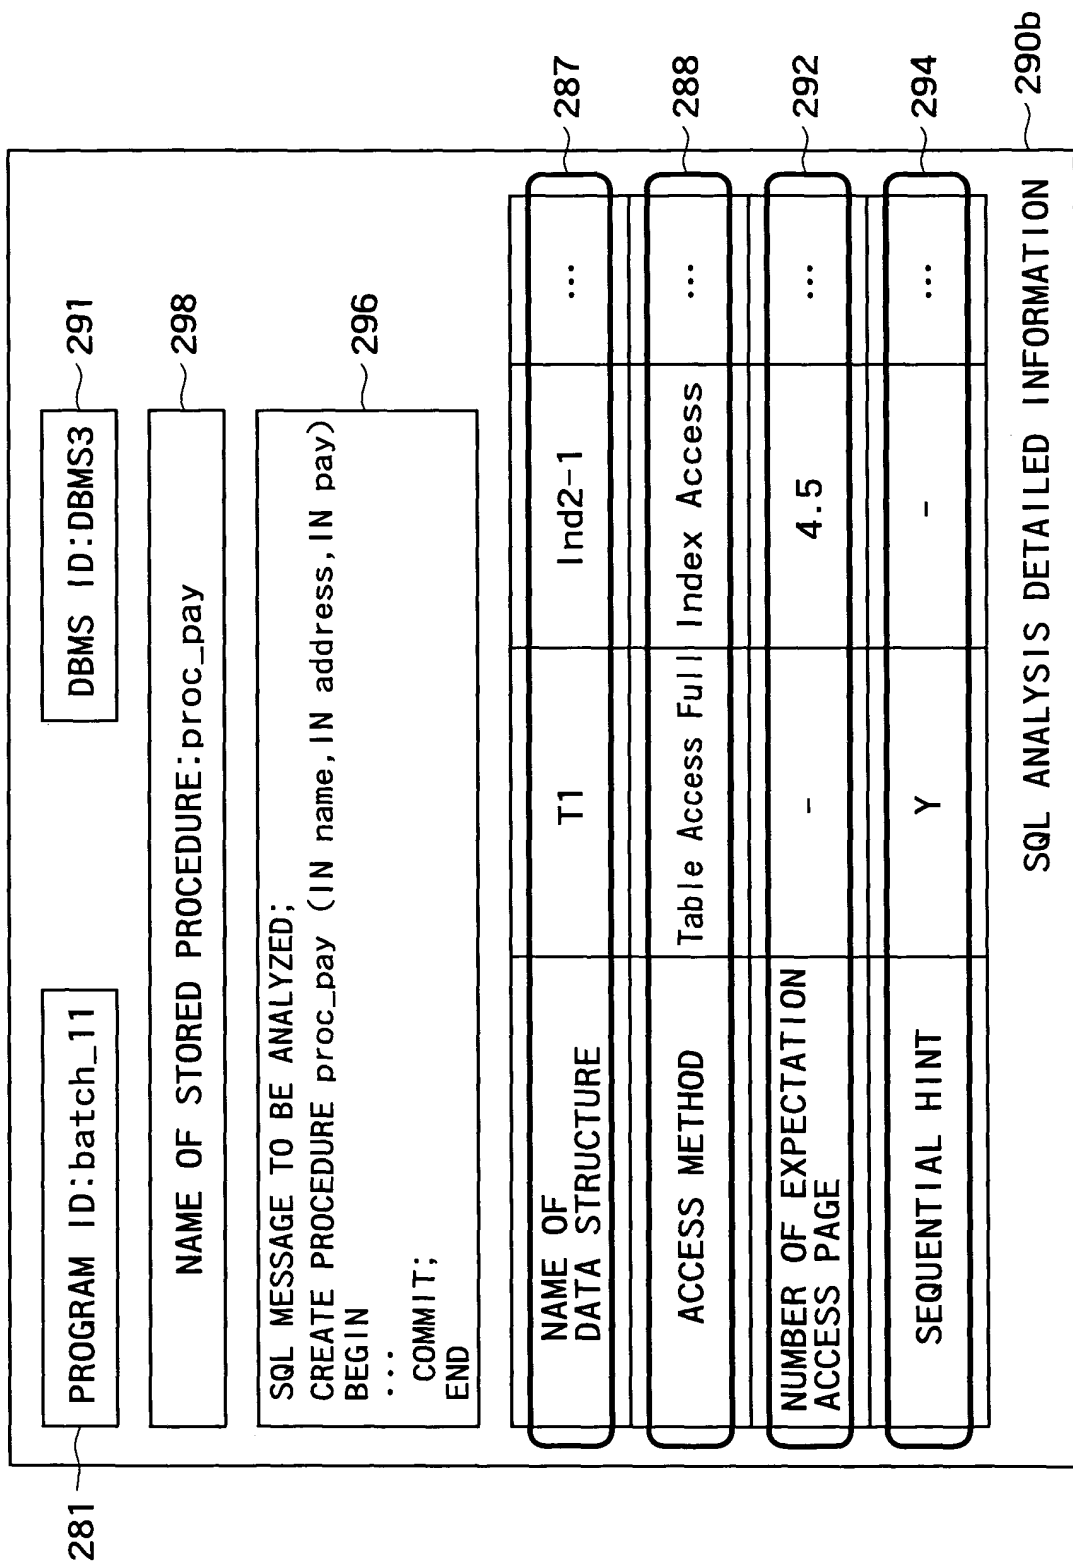 281
PROGRAM ID:batch_11
DBMS ID:DBMS3
291
NAME OF STORED PROCEDURE:proc_pay
298
SQL MESSAGE TO BE ANALYZED;
CREATE PROCEDURE proc_pay (IN name,IN address,IN pay)
BEGIN
...
COMMIT;
END
296
NAME OF
DATA STRUCTURE
T1
Ind2-1
...
287
ACCESS METHOD
Table Access Full
Index Access
...
288
NUMBER OF EXPECTATION
ACCESS PAGE
-
4.5
...
292
SEQUENTIAL HINT
Y
-
...
294
SQL ANALYSIS DETAILED INFORMATION
290b